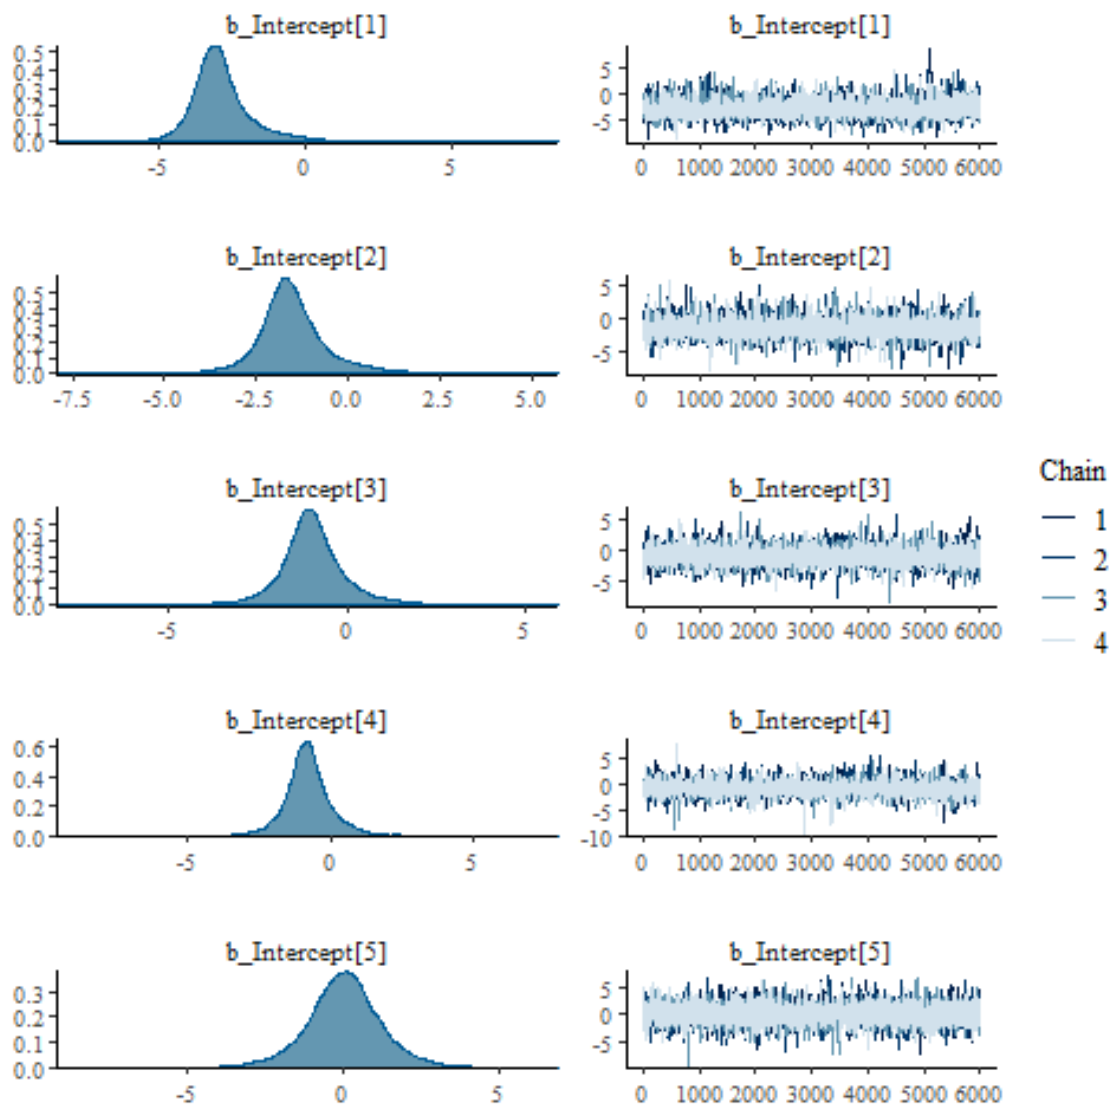 b_Intercept[1] b_Intercept[1]
0.5
0.4
0.3
0.2
0.1
0.0
-5 0 5
5
0
-5
0 1000 2000 3000 4000 5000 6000
b_Intercept[2] b_Intercept[2]
0.5
0.4
0.3
0.2
0.1
0.0
-7.5 -5.0 -2.5 0.0 2.5 5.0
5
0
-5
0 1000 2000 3000 4000 5000 6000
b_Intercept[3] b_Intercept[3]
0.5
0.4
0.3
0.2
0.1
0.0
-5 0 5
5
0
-5
0 1000 2000 3000 4000 5000 6000
Chain
1
2
3
4
b_Intercept[4] b_Intercept[4]
0.6
0.4
0.2
0.0
-5 0 5
5
0
-5
-10
0 1000 2000 3000 4000 5000 6000
b_Intercept[5] b_Intercept[5]
0.3
0.2
0.1
0.0
-5 0 5
5
0
-5
0 1000 2000 3000 4000 5000 6000